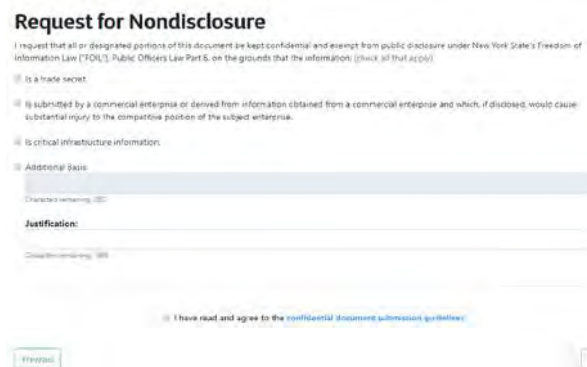 Request for Nondisclosure
I request that all or designated portions of this document be kept confidential and exempt from public disclosure under New York State's Freedom of
Information Law ("FOIL"), Public Officers Law Part 6, on the grounds that the information: (check all that apply)
Is a trade secret
Is submitted by a commercial enterprise or derived from information obtained from a commercial enterprise and which, if disclosed, would cause
substantial injury to the competitive position of the subject enterprise.
Is critical infrastructure information.
Additional Basis
Characters remaining:
Justification:
Characters remaining:
I have read and agree to the confidential document submission guidelines
Previous